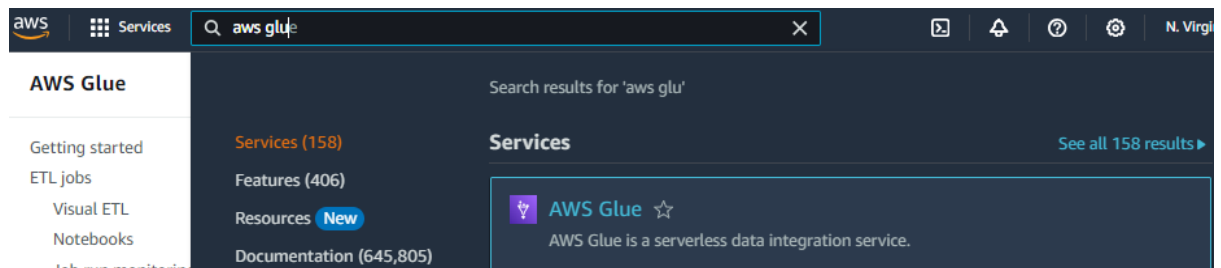 aws
Services
aws glue
N. Virgi
AWS Glue
Search results for 'aws glu'
Services (158)
Services
See all 158 results
Getting started
ETL jobs
Features (406)
AWS Glue
Visual ETL
Resources New
Notebooks
AWS Glue is a serverless data integration service.
Documentation (645,805)